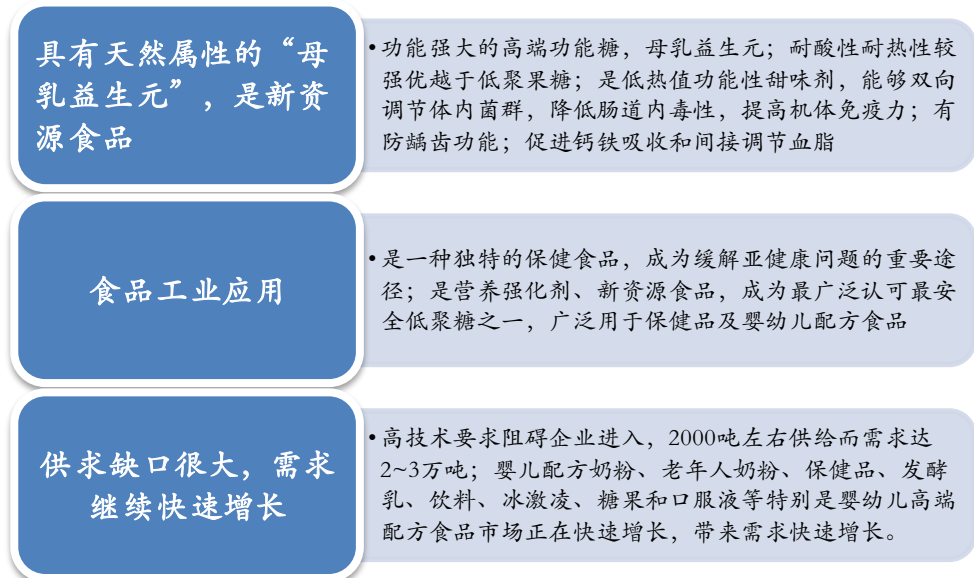 具有天然属性的“母
乳益生元”，是新资
源食品
•功能强大的高端功能糖，母乳益生元；耐酸性耐热性较
强优越于低聚果糖；是低热值功能性甜味剂，能够双向
调节体内菌群，降低肠道内毒性，提高机体免疫力；有
防龋齿功能；促进钙铁吸收和间接调节血脂
食品工业应用
•是一种独特的保健食品，成为缓解亚健康问题的重要途
径；是营养强化剂、新资源食品，成为最广泛认可最安
全低聚糖之一，广泛用于保健品及婴幼儿配方食品
供求缺口很大，需求
继续快速增长
•高技术要求阻碍企业进入，2000吨左右供给而需求达
2~3万吨；婴儿配方奶粉、老年人奶粉、保健品、发酵
乳、饮料、冰激凌、糖果和口服液等特别是婴幼儿高端
配方食品市场正在快速增长，带来需求快速增长。